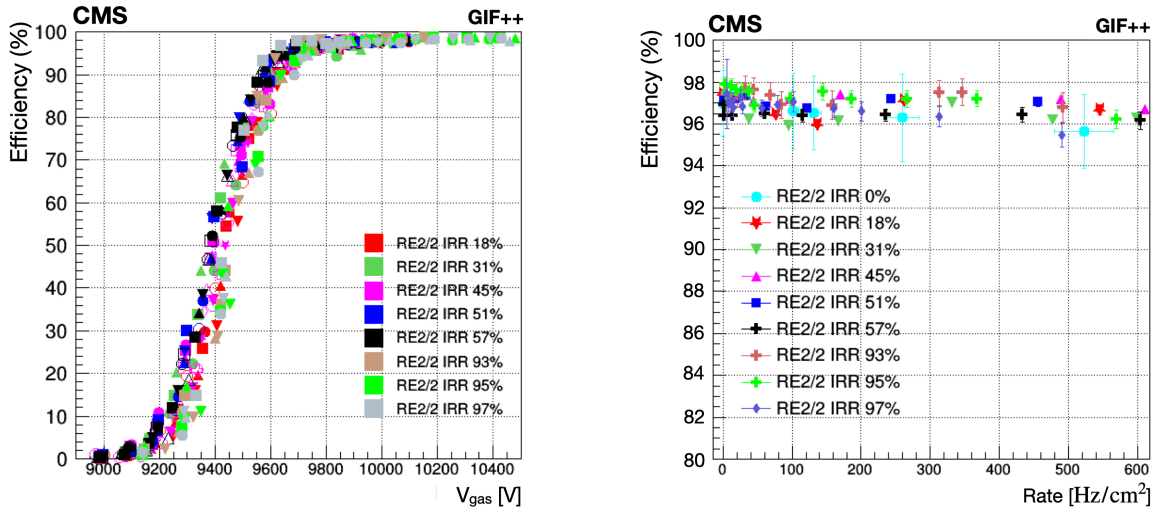 CMS GIF++
Efficiency (%)
100
90
80
70
60
50
40
30
20
10
0
RE2/2 IRR 18%
RE2/2 IRR 31%
RE2/2 IRR 45%
RE2/2 IRR 51%
RE2/2 IRR 57%
RE2/2 IRR 93%
RE2/2 IRR 95%
RE2/2 IRR 97%
9000 9200 9400 9600 9800 10000 10200 10400
Vgas [V]
CMS GIF++
Efficiency (%)
100
98
96
94
92
90
88
86
84
82
80
RE2/2 IRR 0%
RE2/2 IRR 18%
RE2/2 IRR 31%
RE2/2 IRR 45%
RE2/2 IRR 51%
RE2/2 IRR 57%
RE2/2 IRR 93%
RE2/2 IRR 95%
RE2/2 IRR 97%
0 100 200 300 400 500 600
Rate [Hz/cm²]